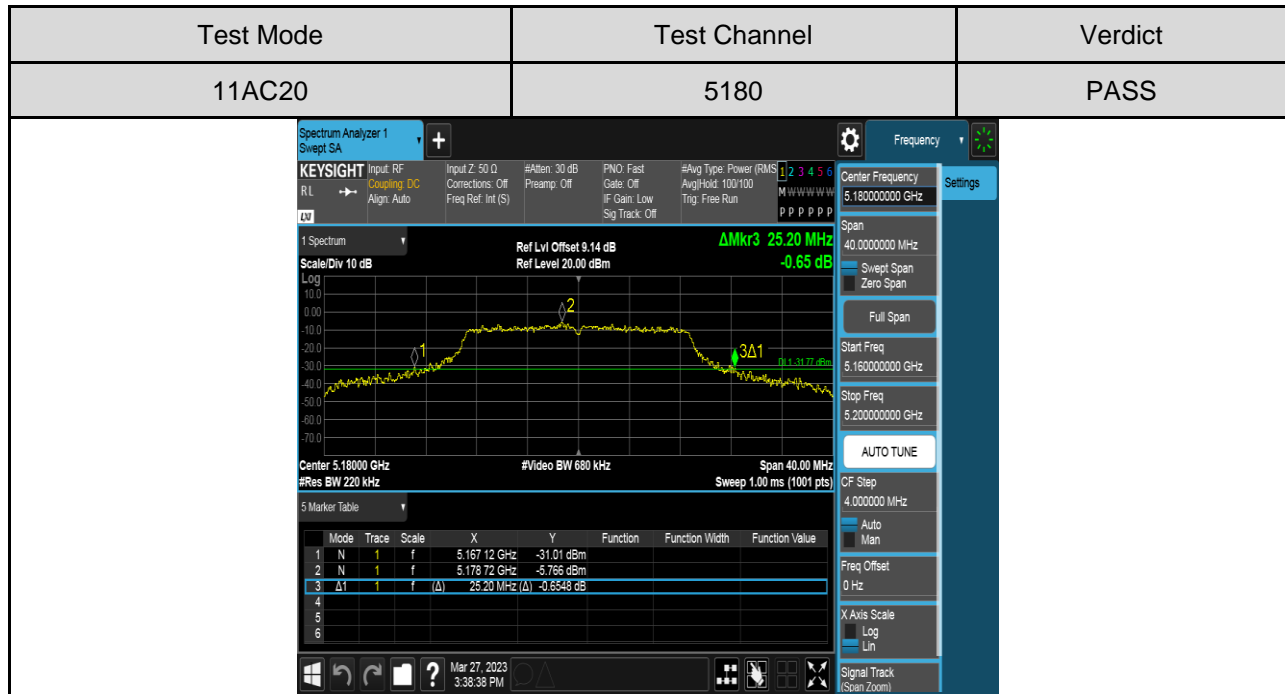 Test Mode Test Channel Verdict
11AC20 5180 PASS
Spectrum Analyzer 1
Swept SA
+
Frequency
KEYSIGHT Input: RF Input Z: 50 Ω #Atten: 30 dB PNO: Fast #Avg Type: Power (RMS 1 2 3 4 5 6
RL Coupling: DC Corrections: Off Preamp: Off Gate: Off Avg|Hold: 100/100 M W W W W W
Align: Auto Freq Ref: Int (S) IF Gain: Low Trig: Free Run
LXI Sig Track: Off P P P P P P
1 Spectrum Ref Lvl Offset 9.14 dB ΔMkr3 25.20 MHz
Scale/Div 10 dB Ref Level 20.00 dBm -0.65 dB
Log
10.0
0.00
-10.0
-20.0
-30.0
-40.0
-50.0
-60.0
-70.0
1
2
3Δ1
DL1 -31.77 dBm
Center 5.18000 GHz #Video BW 680 kHz Span 40.00 MHz
#Res BW 220 kHz Sweep 1.00 ms (1001 pts)
5 Marker Table
Mode Trace Scale X Y Function Function Width Function Value
1 N 1 f 5.167 12 GHz -31.01 dBm
2 N 1 f 5.178 72 GHz -5.766 dBm
3 Δ1 1 f (Δ) 25.20 MHz (Δ) -0.6548 dB
4
5
6
?
Mar 27, 2023
3:38:38 PM
Center Frequency
5.180000000 GHz
Settings
Span
40.0000000 MHz
Swept Span
Zero Span
Full Span
Start Freq
5.160000000 GHz
Stop Freq
5.200000000 GHz
AUTO TUNE
CF Step
4.000000 MHz
Auto
Man
Freq Offset
0 Hz
X Axis Scale
Log
Lin
Signal Track
(Span Zoom)